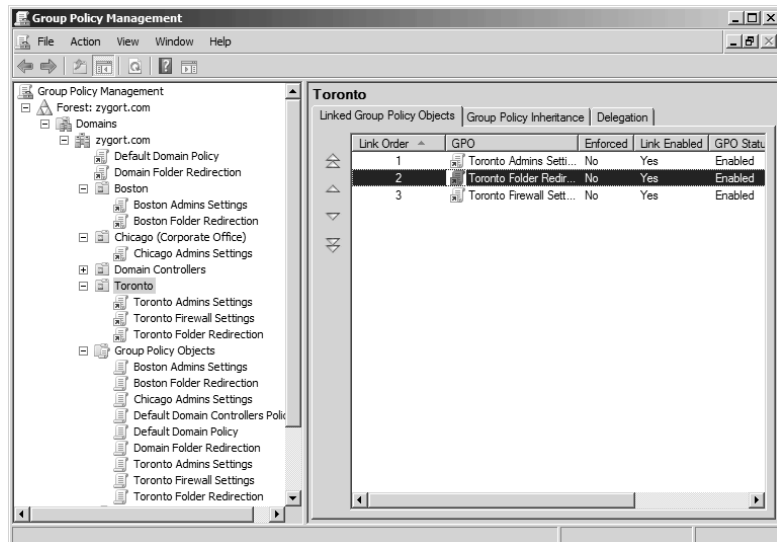 Group Policy Management
File Action View Window Help
Group Policy Management
Forest: zygort.com
Domains
zygort.com
Default Domain Policy
Domain Folder Redirection
Boston
Boston Admins Settings
Boston Folder Redirection
Chicago (Corporate Office)
Chicago Admins Settings
Domain Controllers
Toronto
Toronto Admins Settings
Toronto Firewall Settings
Toronto Folder Redirection
Group Policy Objects
Boston Admins Settings
Boston Folder Redirection
Chicago Admins Settings
Default Domain Controllers Polic
Default Domain Policy
Domain Folder Redirection
Toronto Admins Settings
Toronto Firewall Settings
Toronto Folder Redirection
Toronto
Linked Group Policy Objects Group Policy Inheritance Delegation
Link Order GPO Enforced Link Enabled GPO Statu
1 Toronto Admins Setti... No Yes Enabled
2 Toronto Folder Redir... No Yes Enabled
3 Toronto Firewall Sett... No Yes Enabled